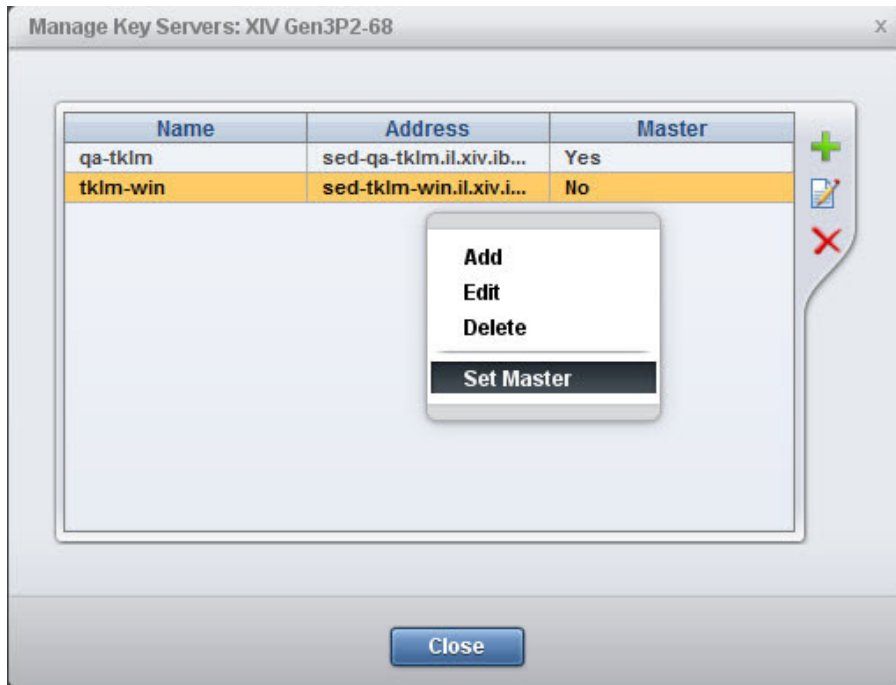 Manage Key Servers: XIV Gen3P2-68 x
Name Address Master
qa-tklm sed-qa-tklm.il.xiv.ib... Yes
tklm-win sed-tklm-win.il.xiv.i... No
Add
Edit
Delete
Set Master
Close